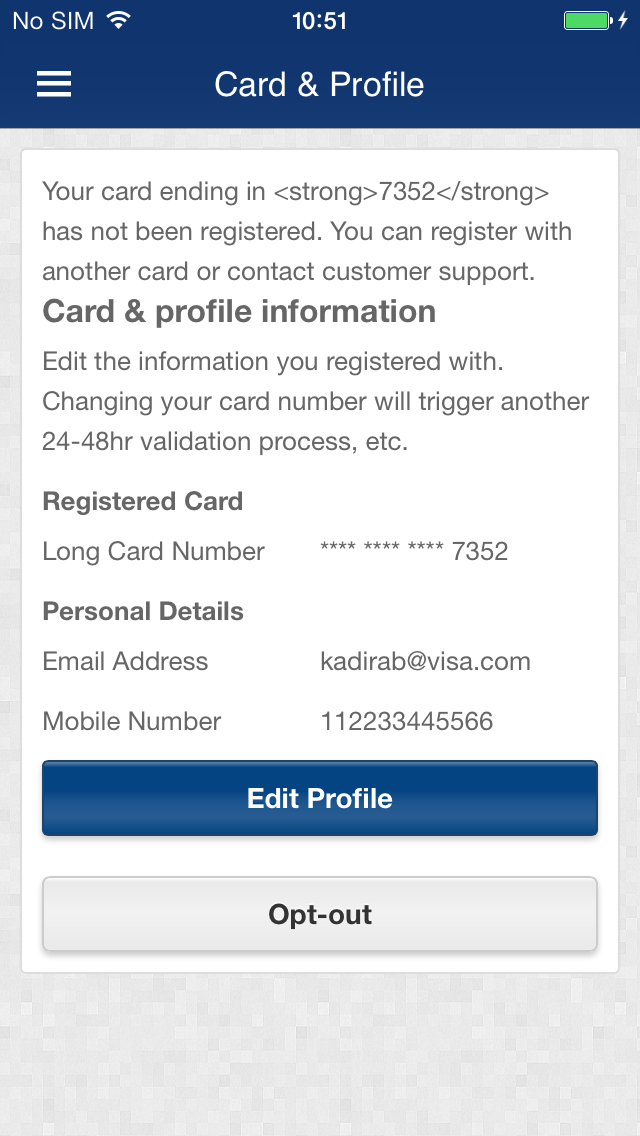 No SIM 10:51
Card & Profile
Your card ending in <strong>7352</strong>
has not been registered. You can register with
another card or contact customer support.
Card & profile information
Edit the information you registered with.
Changing your card number will trigger another
24-48hr validation process, etc.
Registered Card
Long Card Number **** **** **** 7352
Personal Details
Email Address kadirab@visa.com
Mobile Number 112233445566
Edit Profile
Opt-out